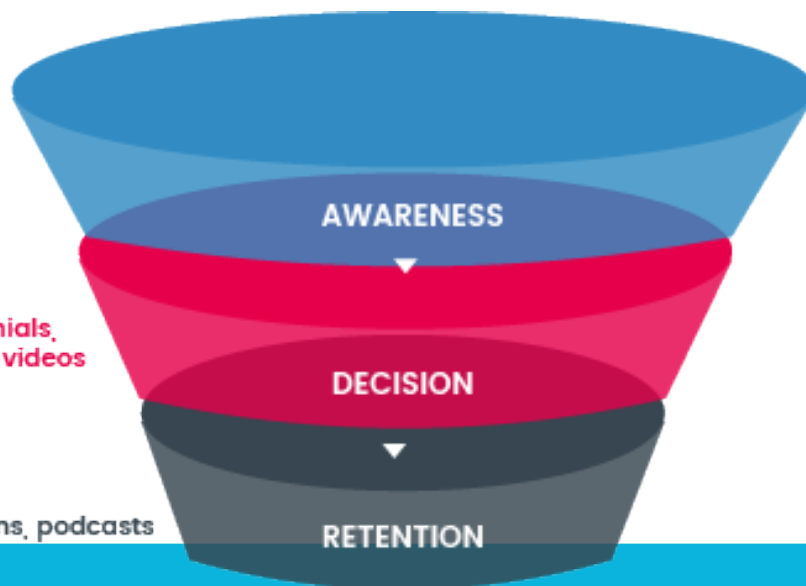 AWARENESS
nials,
videos
DECISION
ns, podcasts
RETENTION